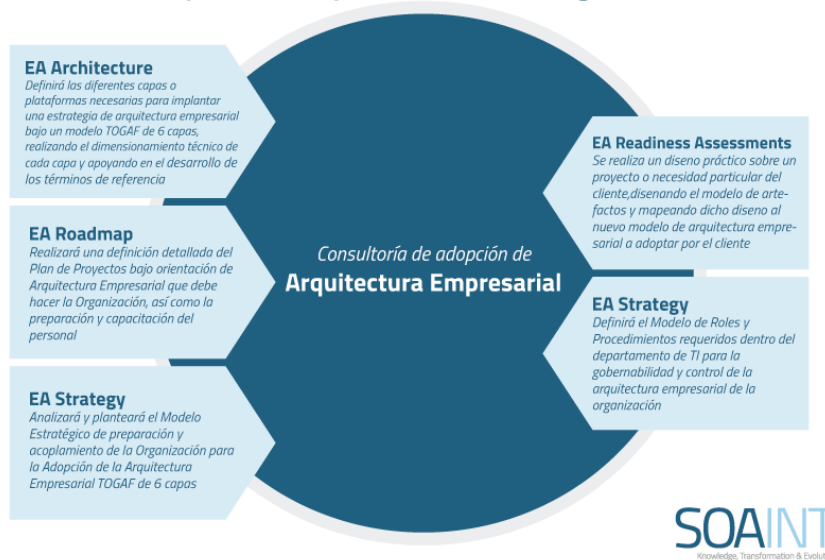 EA Architecture
Definirá las diferentes capas o
plataformas necesarias para implantar
una estrategia de arquitectura empresarial
bajo un modelo TOGAF de 6 capas,
realizando el dimensionamiento técnico de
cada capa y apoyando en el desarrollo de
los términos de referencia
EA Roadmap
Realizará una definición detallada del
Plan de Proyectos bajo orientación de
Arquitectura Empresarial que debe
hacer la Organización, así como la
preparación y capacitación del
personal
EA Strategy
Analizará y planteará el Modelo
Estratégico de preparación y
acoplamiento de la Organización para
la Adopción de la Arquitectura
Empresarial TOGAF de 6 capas
Consultoría de adopción de
Arquitectura Empresarial
EA Readiness Assessments
Se realiza un diseno práctico sobre un
proyecto o necesidad particular del
cliente,disenando el modelo de arte-
factos y mapeando dicho diseno al
nuevo modelo de arquitectura empre-
sarial a adoptar por el cliente
EA Strategy
Definirá el Modelo de Roles y
Procedimientos requeridos dentro del
departamento de TI para la
gobernabilidad y control de la
arquitectura empresarial de la
organización
SOAINT
Knowledge, Transformation & Evolut